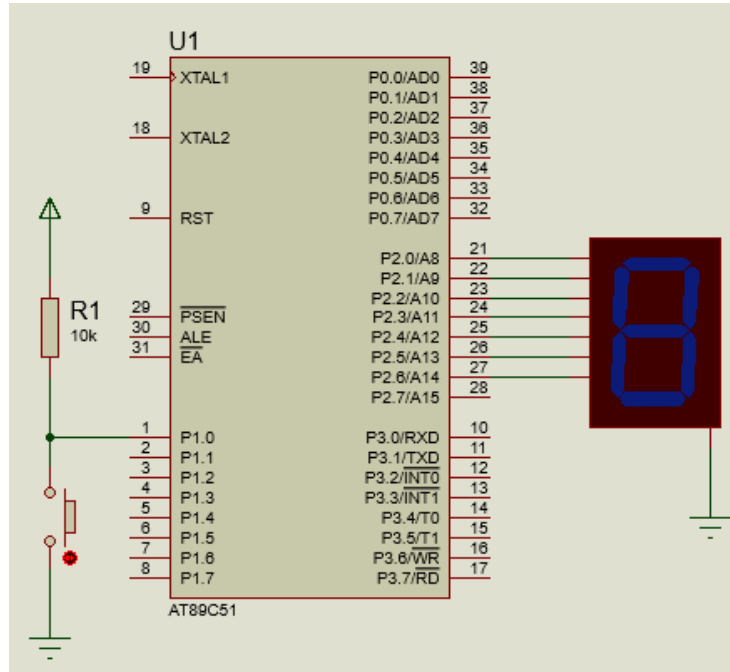 U1
19 XTAL1 P0.0/AD0 39
P0.1/AD1 38
P0.2/AD2 37
18 XTAL2 P0.3/AD3 36
P0.4/AD4 35
P0.5/AD5 34
P0.6/AD6 33
9 RST P0.7/AD7 32
P2.0/A8 21
P2.1/A9 22
P2.2/A10 23
R1
29 PSEN P2.3/A11 24
10k
30 ALE P2.4/A12 25
31 EA P2.5/A13 26
P2.6/A14 27
P2.7/A15 28
1 P1.0 P3.0/RXD 10
2 P1.1 P3.1/TXD 11
3 P1.2 P3.2/INT0 12
4 P1.3 P3.3/INT1 13
5 P1.4 P3.4/T0 14
6 P1.5 P3.5/T1 15
7 P1.6 P3.6/WR 16
8 P1.7 P3.7/RD 17
AT89C51